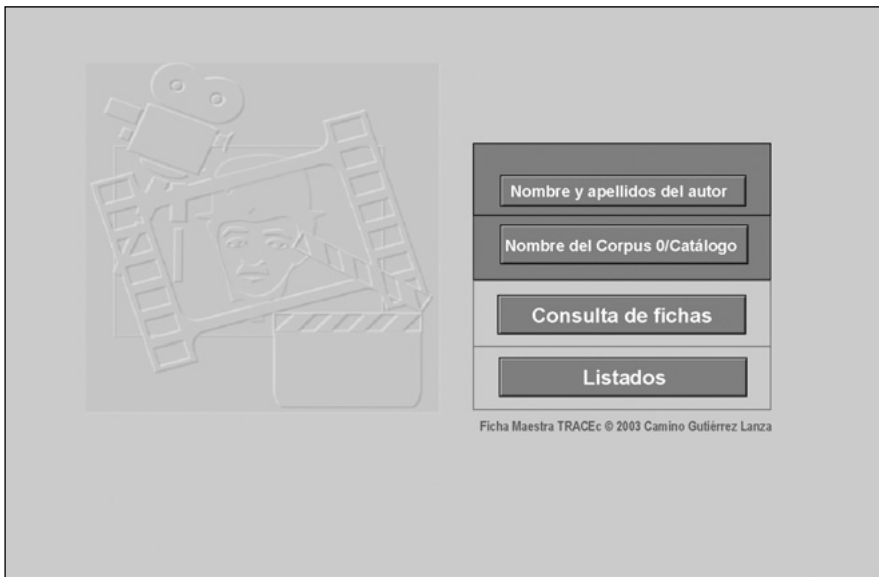 Nombre y apellidos del autor
Nombre del Corpus 0/Catálogo
Consulta de fichas
Listados
Ficha Maestra TRACEc © 2003 Camino Gutiérrez Lanza